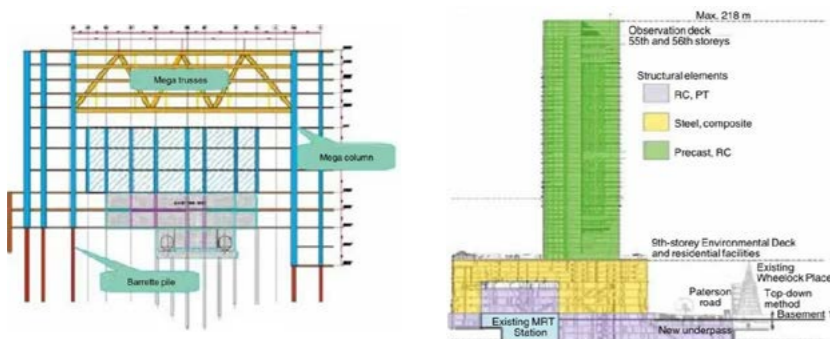 Mega trusses
Mega column
Barrette pile
Max. 218 m
Observation deck
55th and 56th storeys
Structural elements
RC, PT
Steel, composite
Precast, RC
9th-storey Environmental Deck
and residential facilities
Existing
Wheelock Place
Paterson
road
Top-down
method
Basement 1
Existing MRT
Station
New underpass